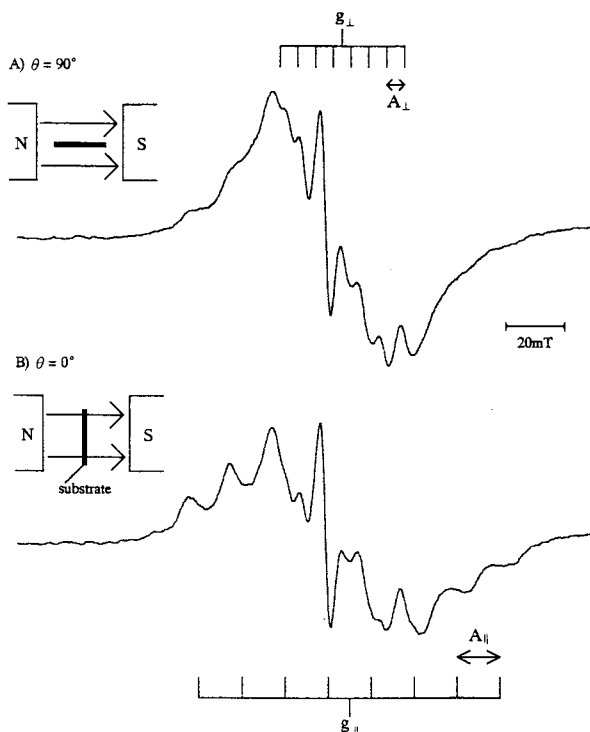 g⊥
A) θ = 90°
A⊥
N
S
20mT
B) θ = 0°
N
S
substrate
A∥
g∥